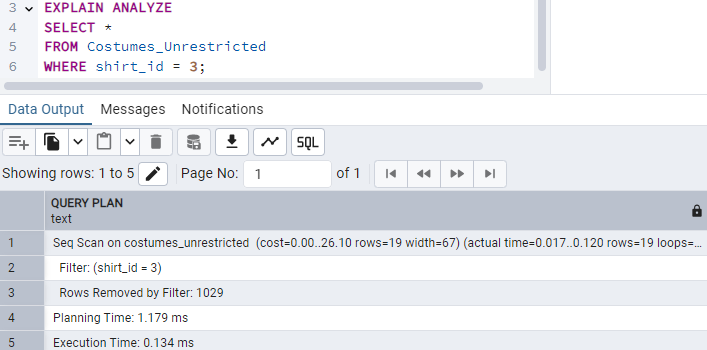 3 EXPLAIN ANALYZE
4 SELECT *
5 FROM Costumes_Unrestricted
6 WHERE shirt_id = 3;
Data Output Messages Notifications
SQL
Showing rows: 1 to 5 Page No: 1 of 1
QUERY PLAN
text
1 Seq Scan on costumes_unrestricted (cost=0.00..26.10 rows=19 width=67) (actual time=0.017..0.120 rows=19 loops=...
2 Filter: (shirt_id = 3)
3 Rows Removed by Filter: 1029
4 Planning Time: 1.179 ms
5 Execution Time: 0.134 ms